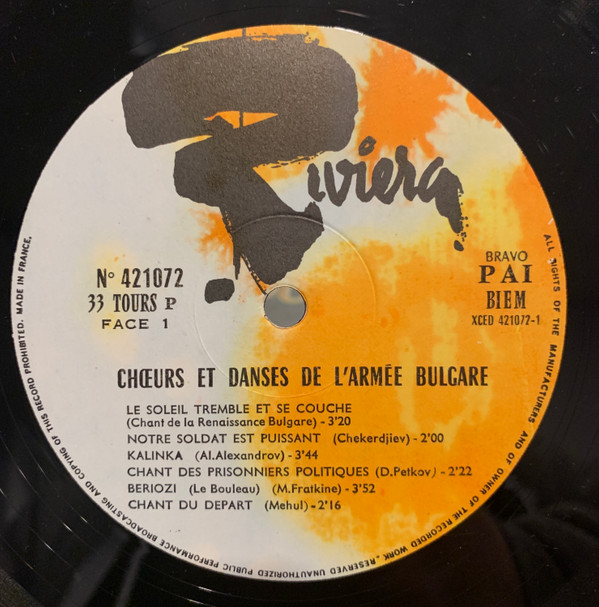 Riviera
N° 421072
33 TOURS P
FACE 1
BRAVO
PAI
BIEM
XCED 421072-1
CHŒURS ET DANSES DE L'ARMÉE BULGARE
LE SOLEIL TREMBLE ET SE COUCHE
(Chant de la Renaissance Bulgare) - 3'20
NOTRE SOLDAT EST PUISSANT (Chekerdjiev) - 2'00
KALINKA (Al. Alexandrov) - 3'44
CHANT DES PRISONNIERS POLITIQUES (D. Petkov) - 2'22
BERIOZI (Le Bouleau) (M. Fratkine) - 3'52
CHANT DU DEPART (Mehul) - 2'16
ALL RIGHTS OF THE MANUFACTURERS AND OF OWNER OF THE RECORDED WORK, RESERVED UNAUTHORIZED PUBLIC PERFORMANCE BROADCASTING AND COPYING OF THIS RECORD PROHIBITED. MADE IN FRANCE.